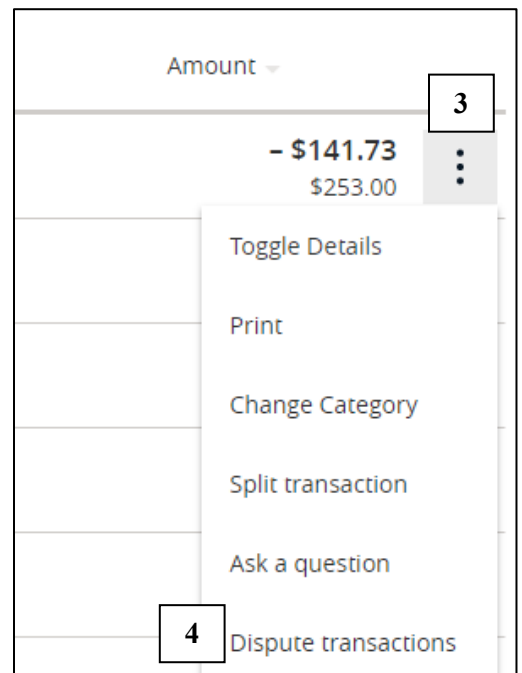 Amount
3
– $141.73
$253.00
Toggle Details
Print
Change Category
Split transaction
Ask a question
4
Dispute transactions